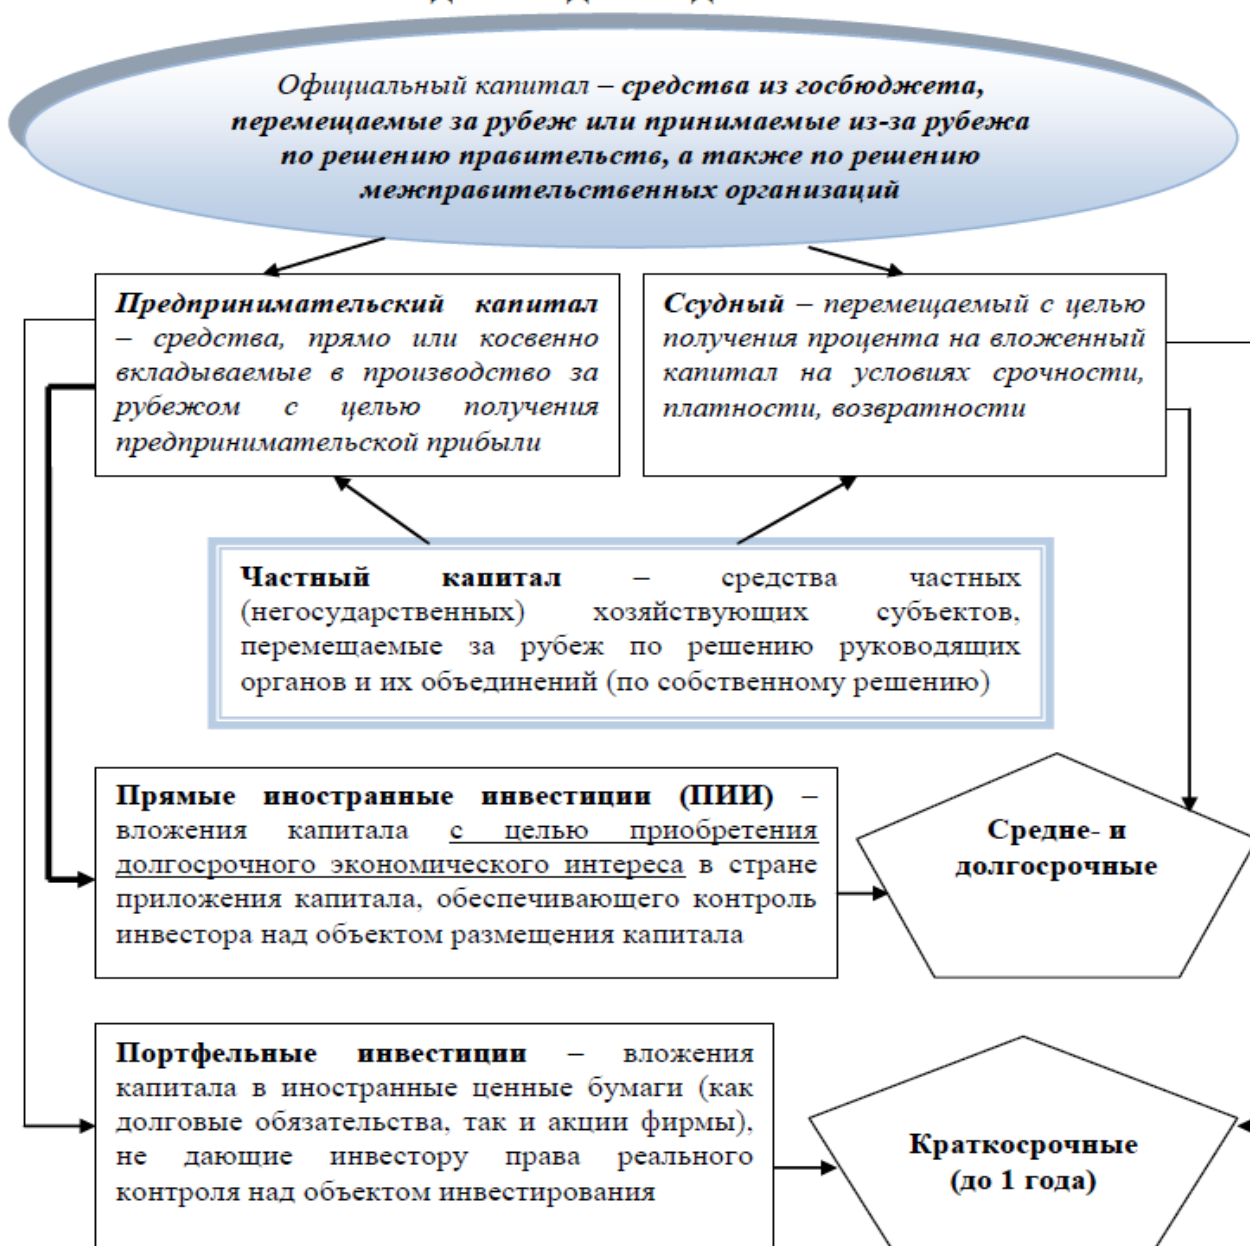 Официальный капитал – средства из госбюджета,
перемещаемые за рубеж или принимаемые из-за рубежа
по решению правительств, а также по решению
межправительственных организаций
Предпринимательский капитал
– средства, прямо или косвенно
вкладываемые в производство за
рубежом с целью получения
предпринимательской прибыли
Ссудный – перемещаемый с целью
получения процента на вложенный
капитал на условиях срочности,
платности, возвратности
Частный капитал – средства частных
(негосударственных) хозяйствующих субъектов,
перемещаемые за рубеж по решению руководящих
органов и их объединений (по собственному решению)
Прямые иностранные инвестиции (ПИИ) –
вложения капитала с целью приобретения
долгосрочного экономического интереса в стране
приложения капитала, обеспечивающего контроль
инвестора над объектом размещения капитала
Средне- и
долгосрочные
Портфельные инвестиции – вложения
капитала в иностранные ценные бумаги (как
долговые обязательства, так и акции фирмы),
не дающие инвестору права реального
контроля над объектом инвестирования
Краткосрочные
(до 1 года)